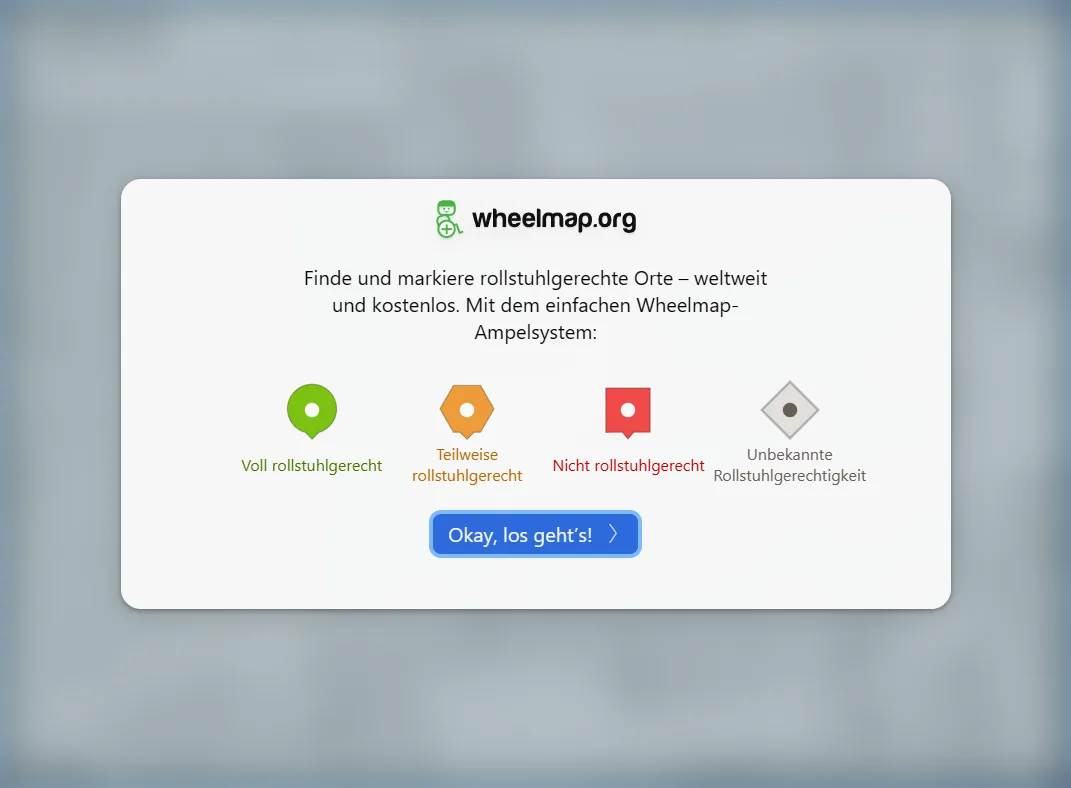 wheelmap.org
Finde und markiere rollstuhlgerechte Orte – weltweit
und kostenlos. Mit dem einfachen Wheelmap-
Ampelsystem:
Voll rollstuhlgerecht
Teilweise
rollstuhlgerecht
Nicht rollstuhlgerecht
Unbekannte
Rollstuhlgerechtigkeit
Okay, los geht’s!